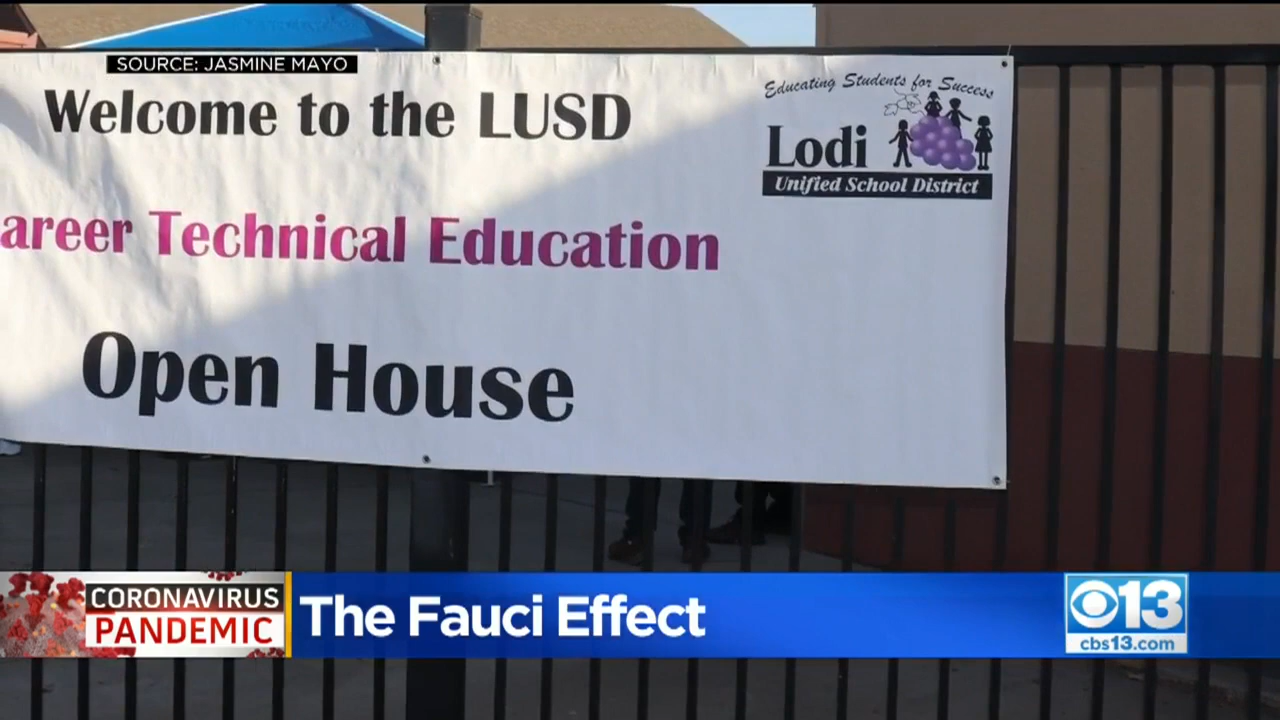 SOURCE: JASMINE MAYO
Welcome to the LUSD
Educating Students for Success
Lodi
Unified School District
areer Technical Education
Open House
CORONAVIRUS
PANDEMIC
The Fauci Effect
13
cbs13.com